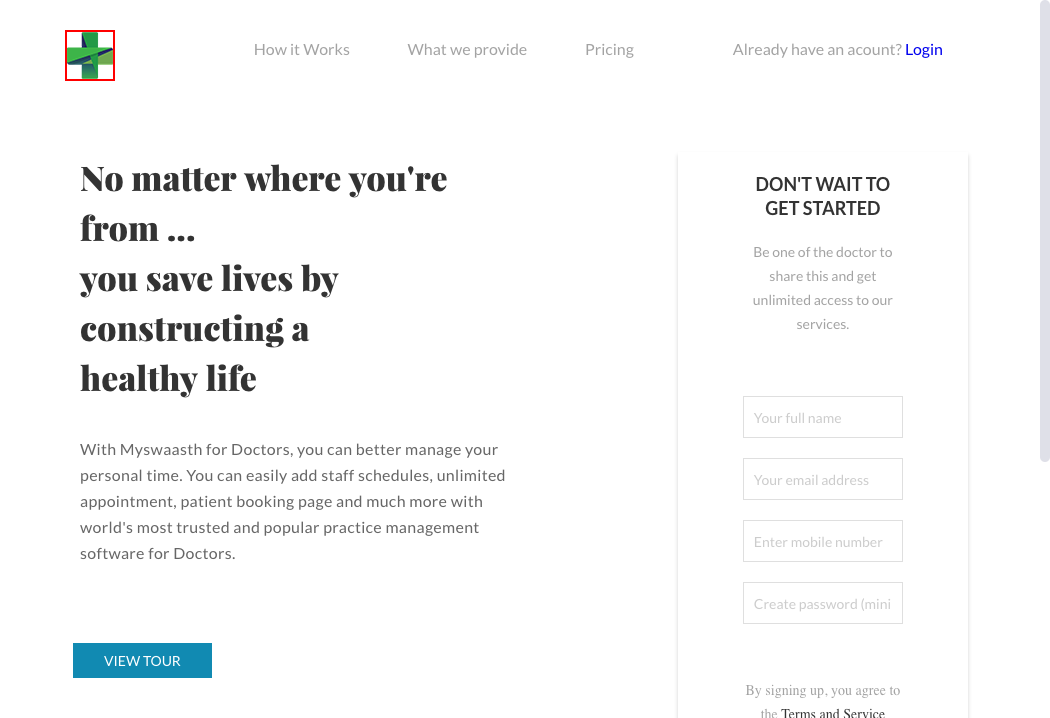 How it Works
What we provide
Pricing
Already have an acount? Login
No matter where you're
from ...
you save lives by
constructing a
healthy life
With Myswaasth for Doctors, you can better manage your
personal time. You can easily add staff schedules, unlimited
appointment, patient booking page and much more with
world's most trusted and popular practice management
software for Doctors.
VIEW TOUR
DON'T WAIT TO
GET STARTED
Be one of the doctor to
share this and get
unlimited access to our
services.
Your full name
Your email address
Enter mobile number
Create password (mini
By signing up, you agree to
the Terms and Service